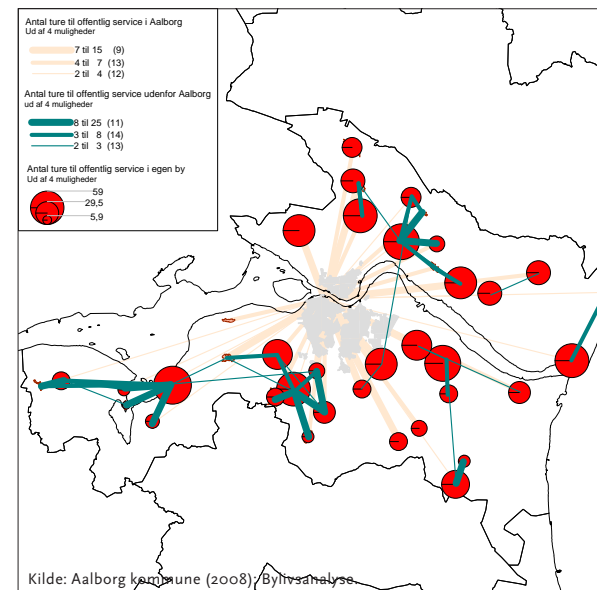 Antal ture til offentlig service i Aalborg
Ud af 4 muligheder
7 til 15 (9)
4 til 7 (13)
2 til 4 (12)
Antal ture til offentlig service udenfor Aalborg
ud af 4 muligheder
8 til 25 (11)
3 til 8 (14)
2 til 3 (13)
Antal ture til offentlig service i egen by
Ud af 4 muligheder
59
29,5
5,9
Kilde: Aalborg kommune (2008); Bylivsanalyse.